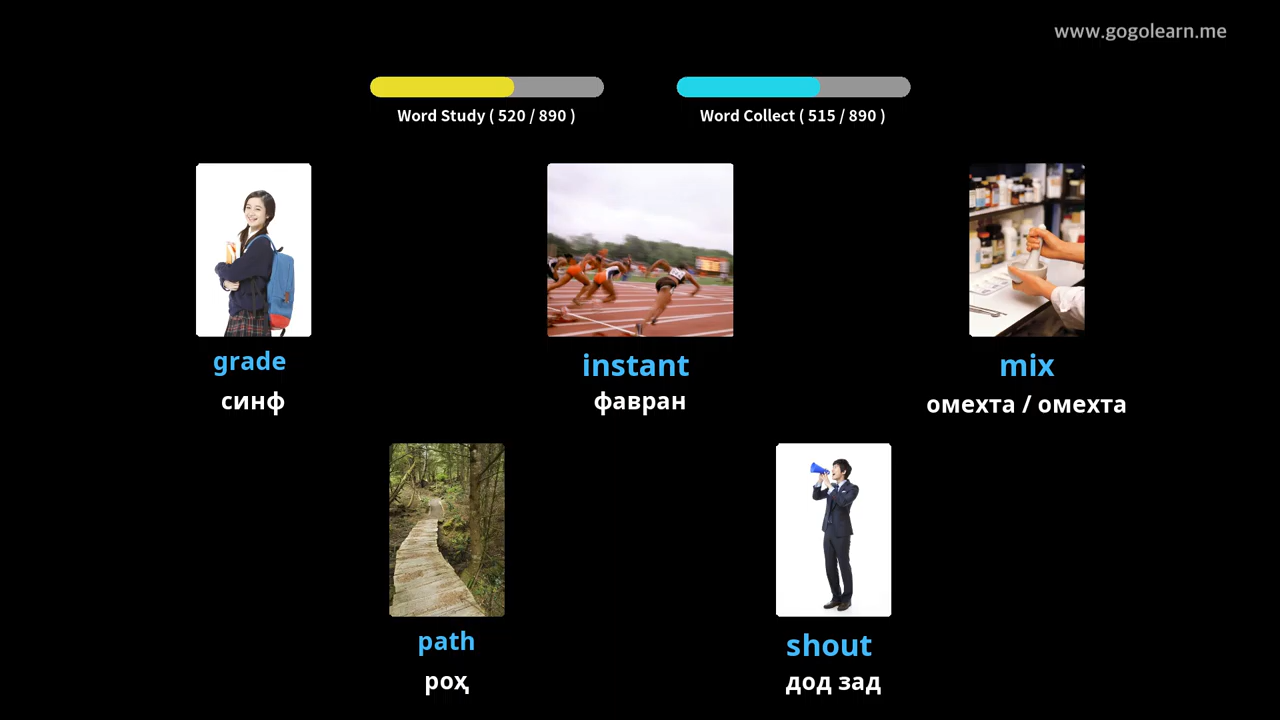 www.gogolearn.me
Word Study ( 520 / 890 )
Word Collect ( 515 / 890 )
grade
синф
instant
фавран
mix
омехта / омехта
path
роҳ
shout
дод зад